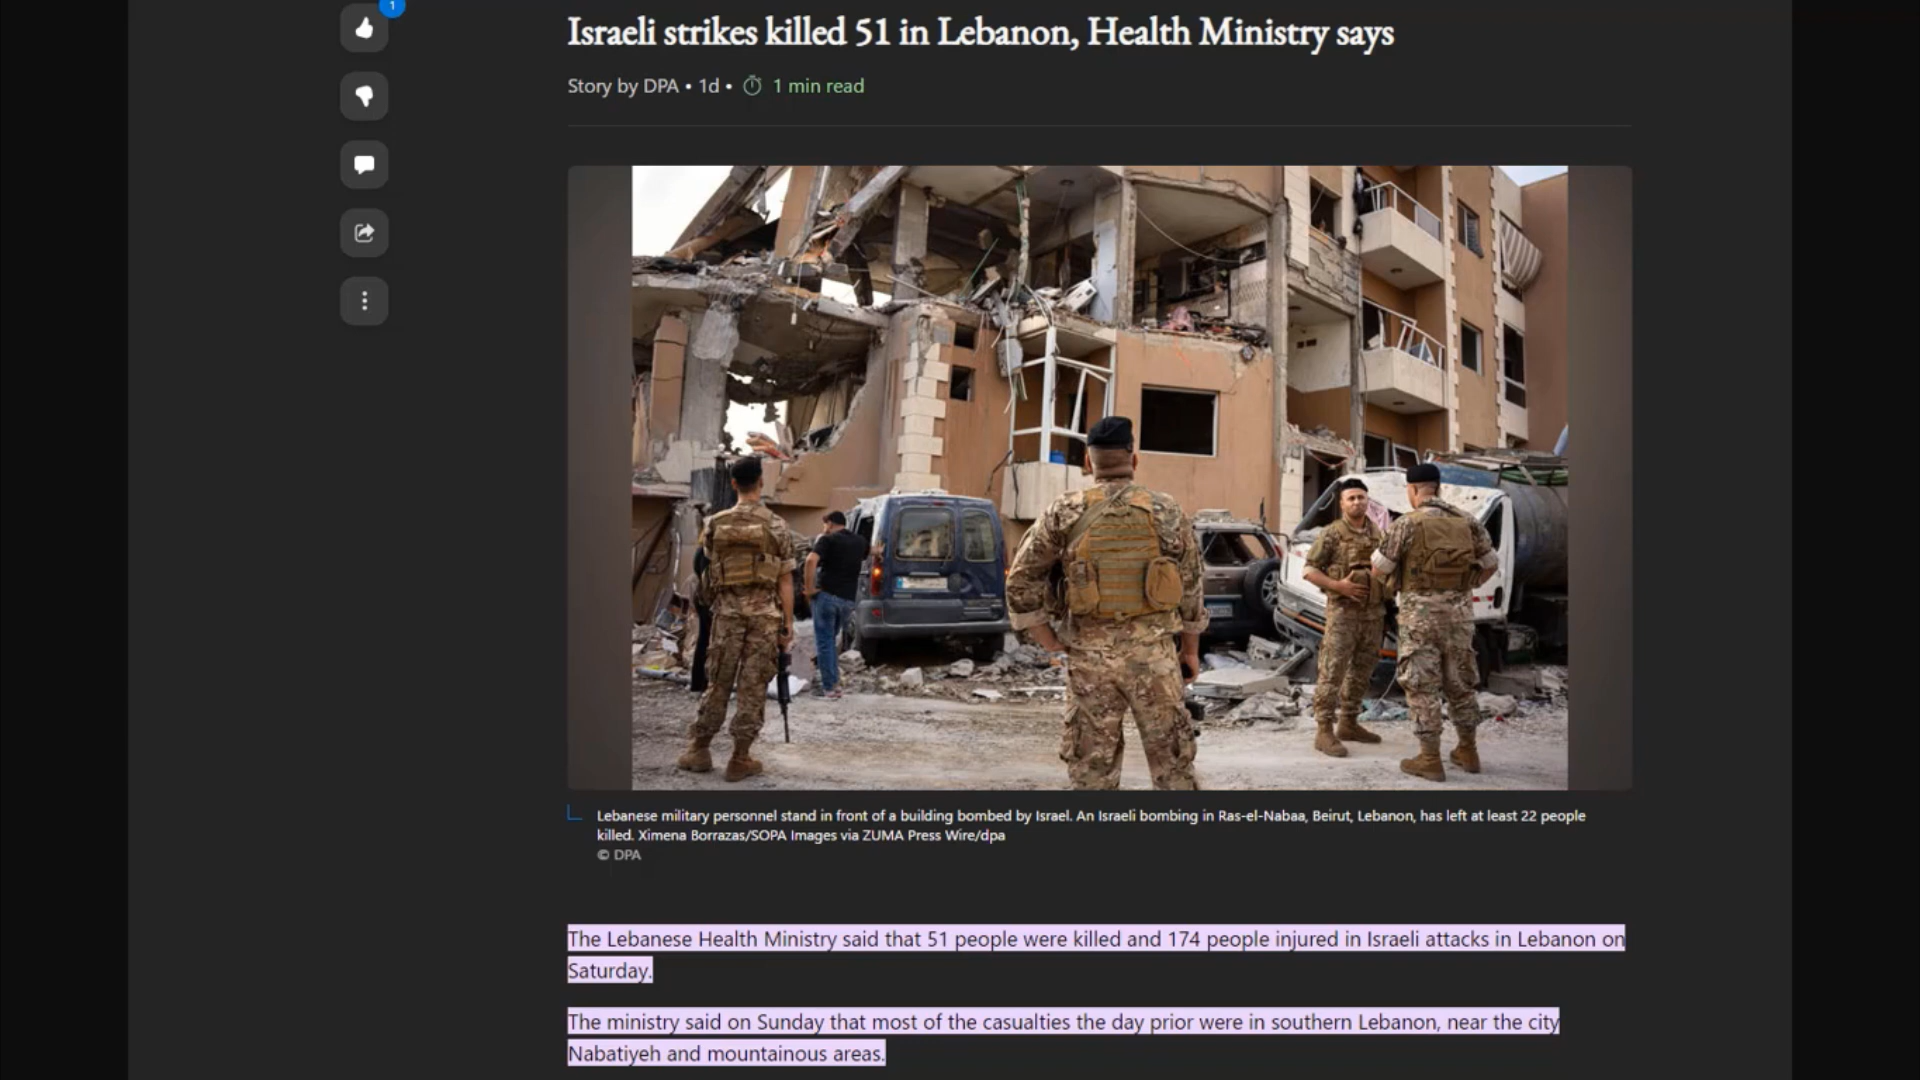 1
Israeli strikes killed 51 in Lebanon, Health Ministry says
Story by DPA • 1d • 1 min read
Lebanese military personnel stand in front of a building bombed by Israel. An Israeli bombing in Ras-el-Nabaa, Beirut, Lebanon, has left at least 22 people
killed. Ximena Borrazas/SOPA Images via ZUMA Press Wire/dpa
© DPA
The Lebanese Health Ministry said that 51 people were killed and 174 people injured in Israeli attacks in Lebanon on
Saturday.
The ministry said on Sunday that most of the casualties the day prior were in southern Lebanon, near the city
Nabatiyeh and mountainous areas.